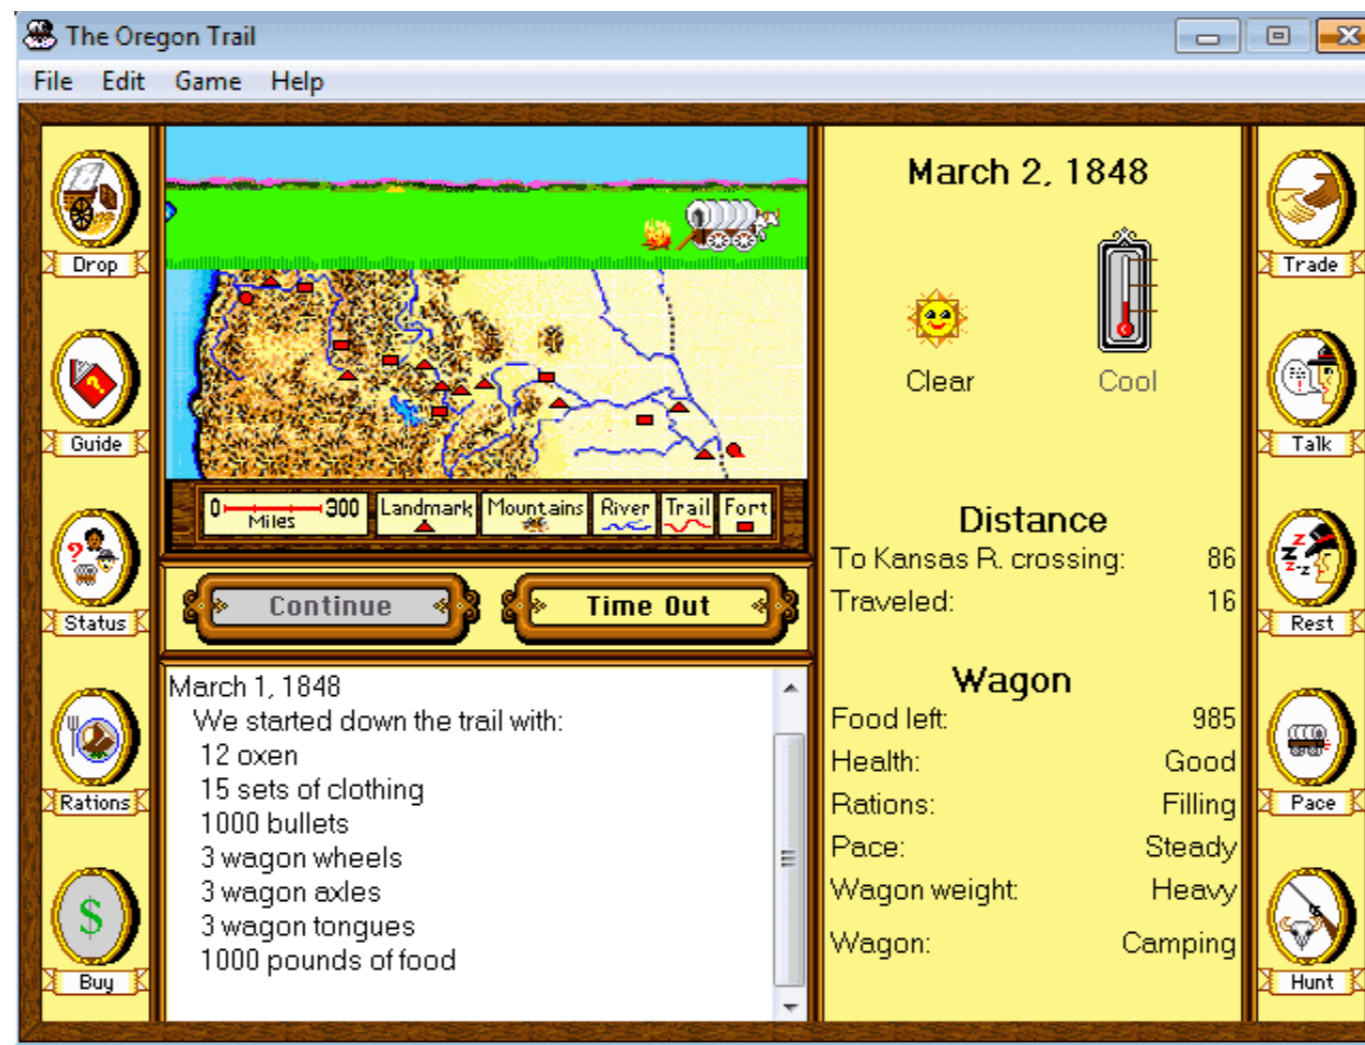 The Oregon Trail
File Edit Game Help
Drop
Guide
Status
Rations
Buy
0 300
Miles
Landmark
Mountains
River
Trail
Fort
Continue
Time Out
March 1, 1848
We started down the trail with:
12 oxen
15 sets of clothing
1000 bullets
3 wagon wheels
3 wagon axles
3 wagon tongues
1000 pounds of food
March 2, 1848
Clear
Cool
Distance
To Kansas R. crossing: 86
Traveled: 16
Wagon
Food left: 985
Health: Good
Rations: Filling
Pace: Steady
Wagon weight: Heavy
Wagon: Camping
Trade
Talk
Rest
Pace
Hunt